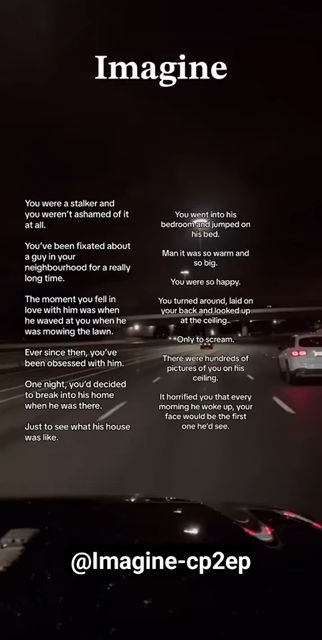 Imagine
You were a stalker and
you weren't ashamed of it
at all.
You've been fixated about
a guy in your
neighbourhood for a really
long time.
The moment you fell in
love with him was when
he waved at you when he
was mowing the lawn.
Ever since then, you've
been obsessed with him.
One night, you'd decided
to break into his home
when he was there.
Just to see what his house
was like.
You went into his
bedroom and jumped on
his bed.
Man it was so warm and
so big.
You were so happy.
You turned around, laid on
your back and looked up
at the ceiling..
**Only to scream.
There were hundreds of
pictures of you on his
ceiling.
It horrified you that every
morning he woke up, your
face would be the first
one he'd see.
@Imagine-cp2ep